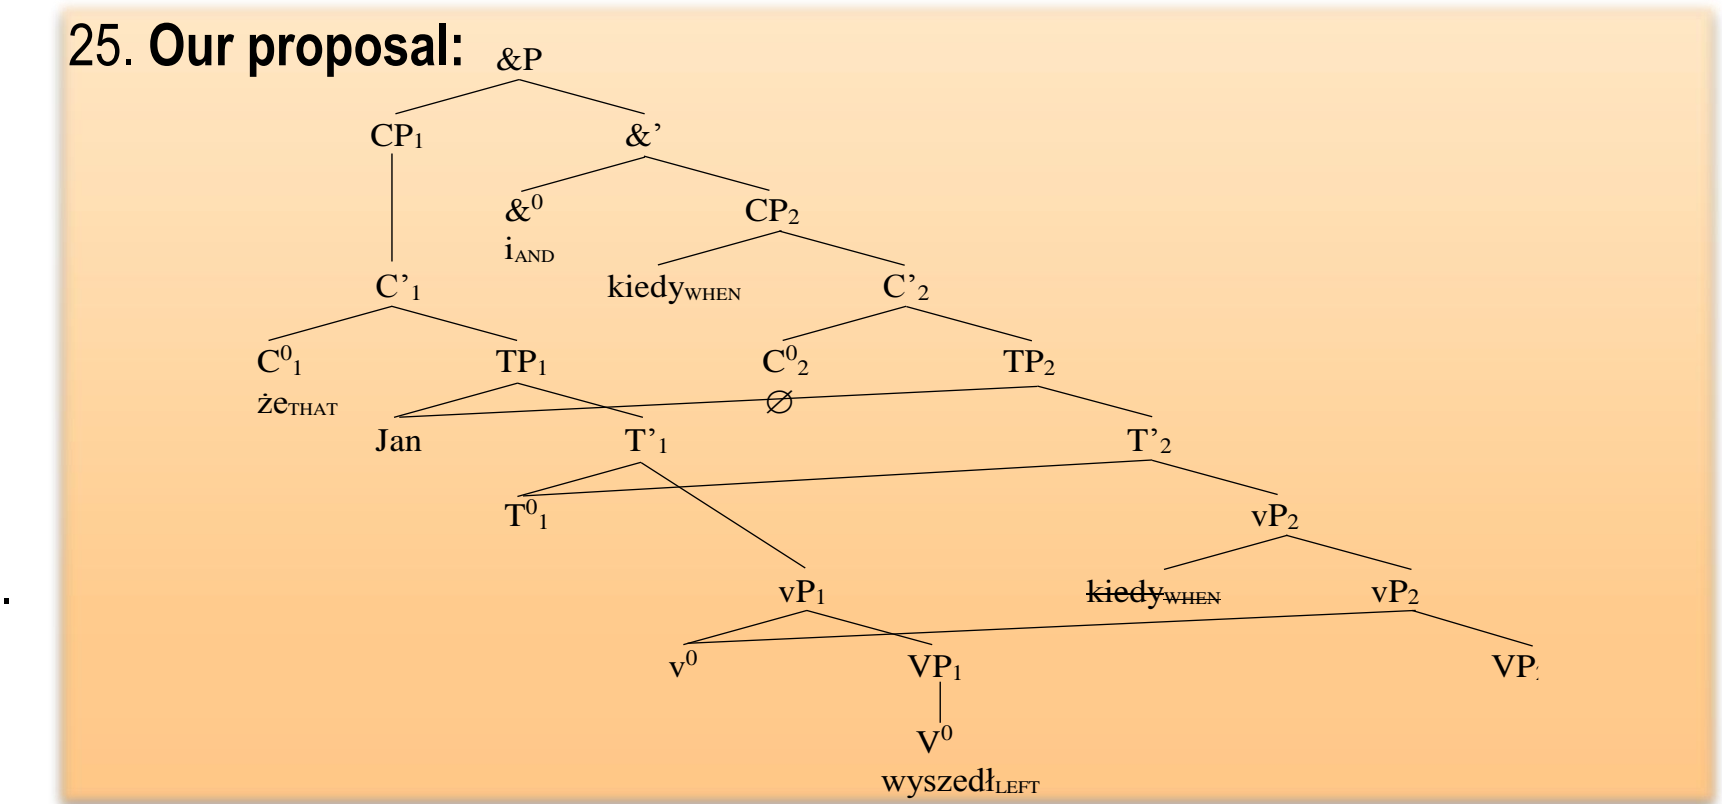 25. Our proposal:
&P
CP₁ &’
&⁰ CP₂
iAND
C’₁ kiedyWHEN C’₂
C⁰₁ TP₁ C⁰₂ TP₂
żeTHAT ∅
Jan T’₁ T’₂
T⁰₁ vP₂
vP₁ kiedyWHEN vP₂
v⁰ VP₁ VP
V⁰
wyszedłLEFT
.